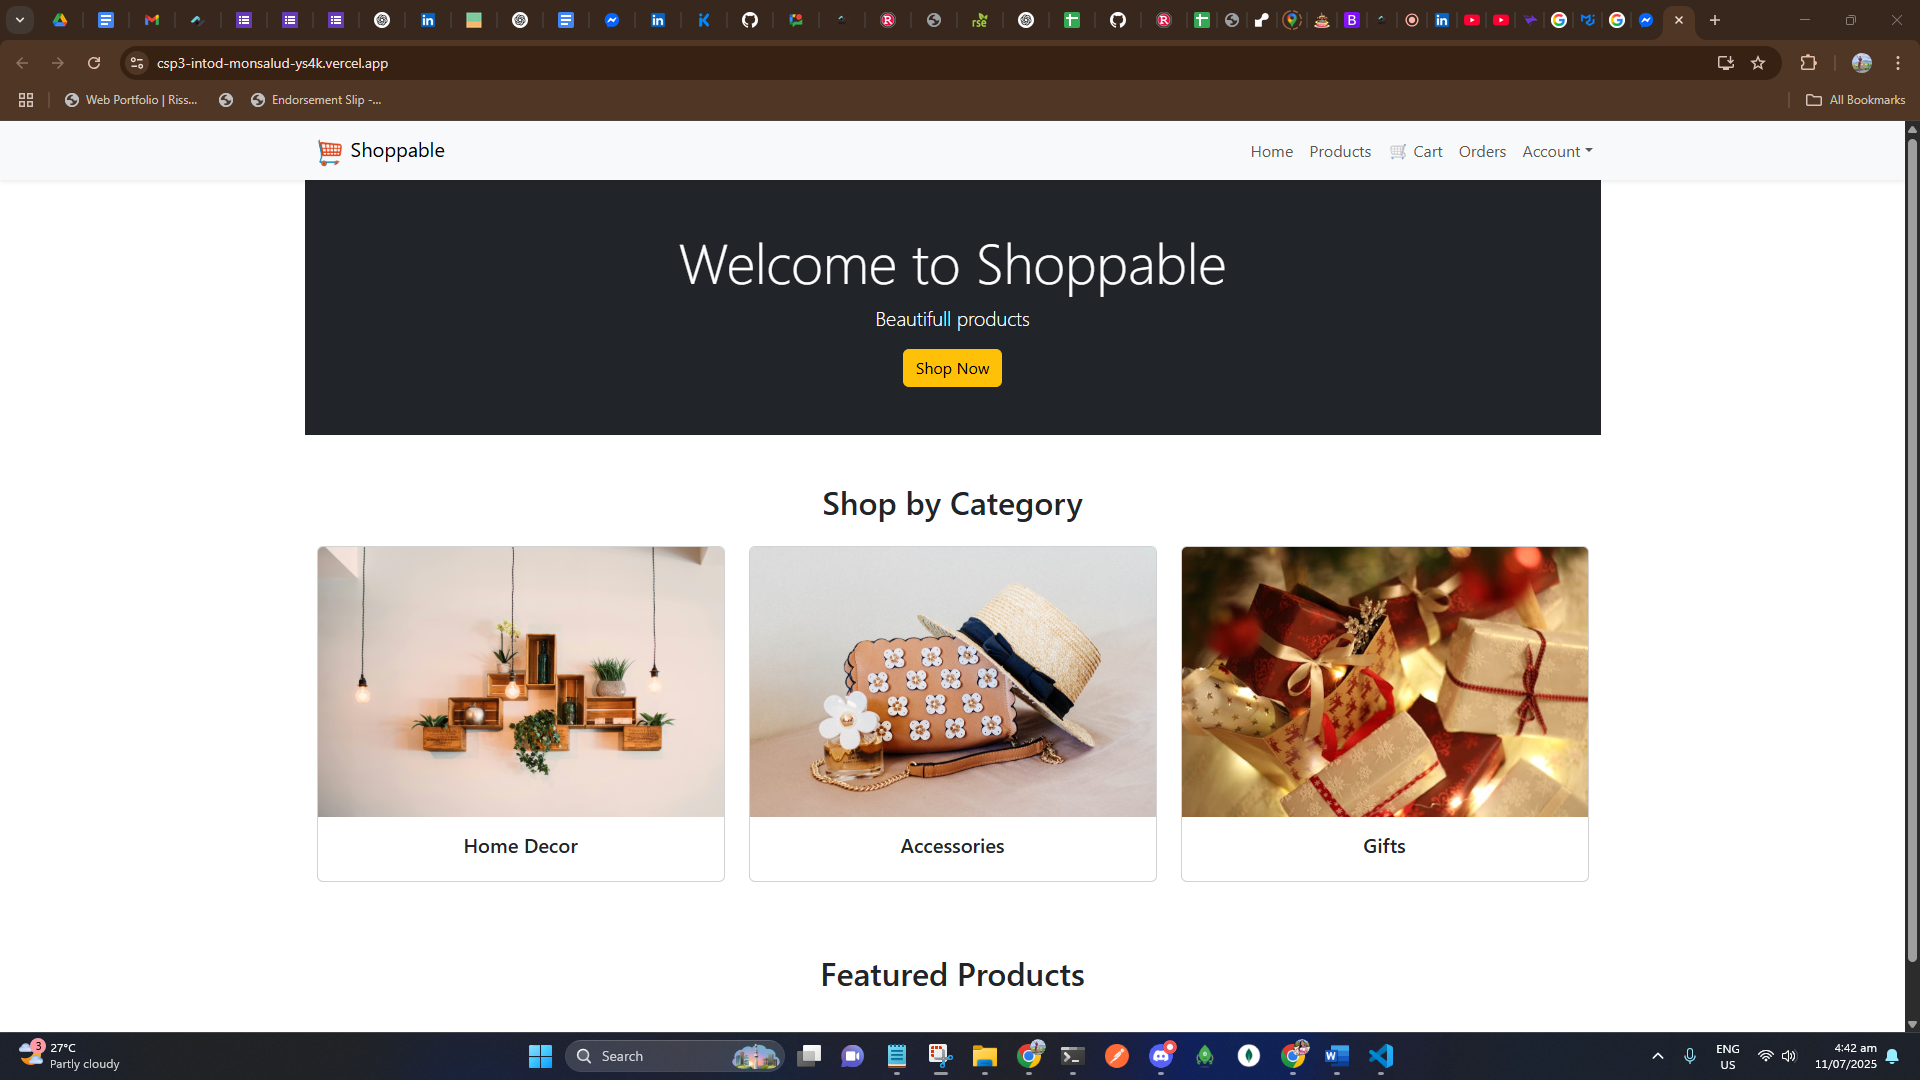 csp3-intod-monsalud-ys4k.vercel.app
Web Portfolio | Riss...
Endorsement Slip -...
All Bookmarks
Shoppable
Home
Products
Cart
Orders
Account
Welcome to Shoppable
Beautifull products
Shop Now
Shop by Category
Home Decor
Accessories
Gifts
Featured Products
3
27°C
Partly cloudy
Search
ENG
US
4:42 am
11/07/2025